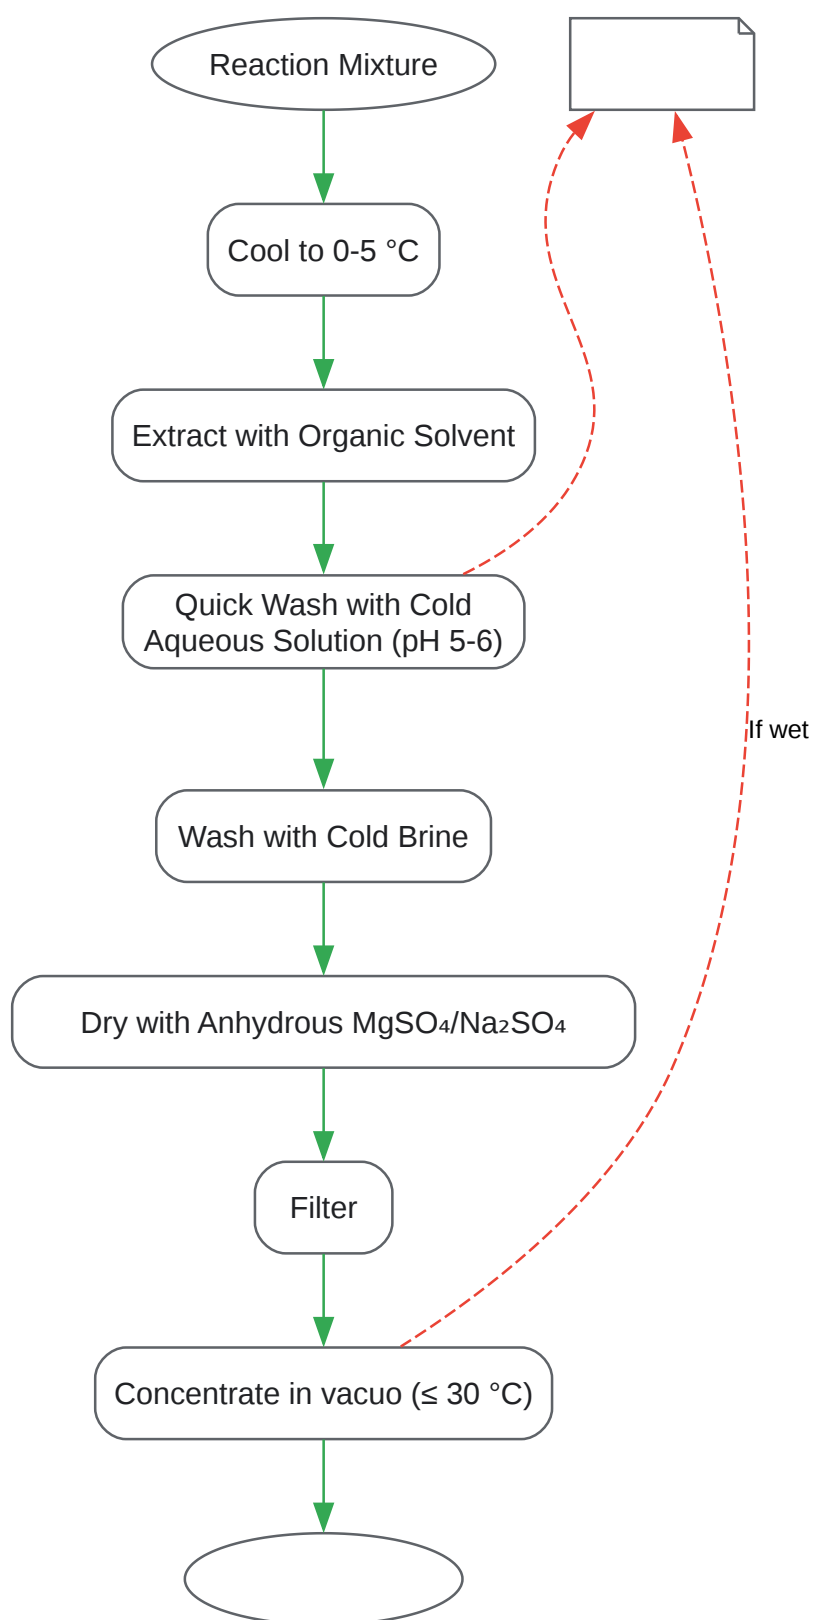 Reaction Mixture
Cool to 0-5 °C
Extract with Organic Solvent
Quick Wash with Cold
Aqueous Solution (pH 5-6)
If wet
Wash with Cold Brine
Dry with Anhydrous MgSO₄/Na₂SO₄
Filter
Concentrate in vacuo (≤ 30 °C)